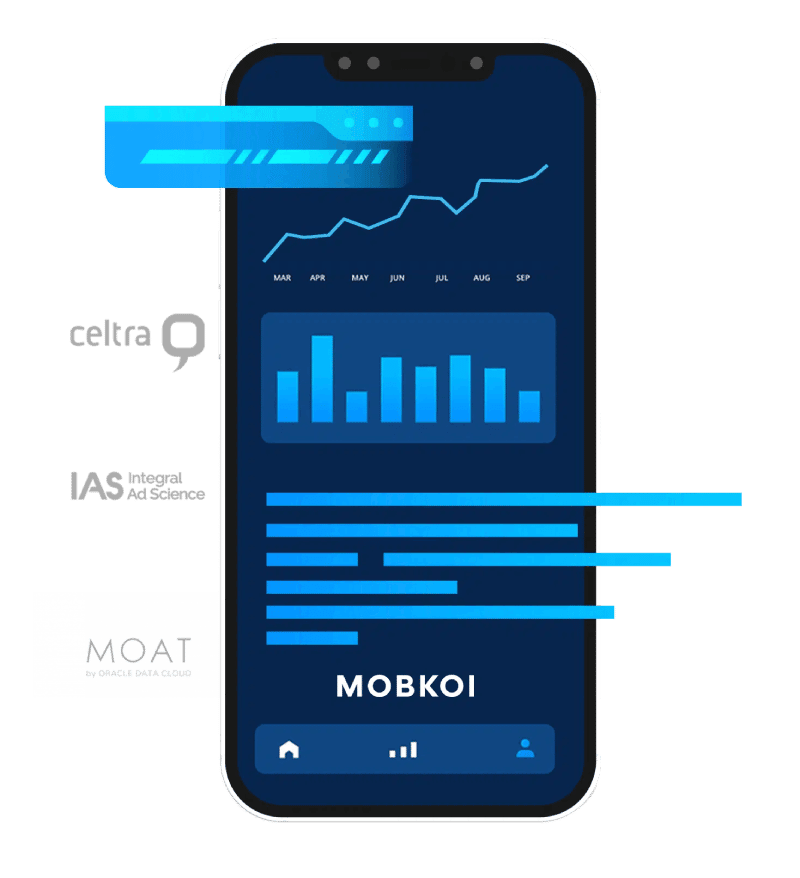 MAR APR MAY JUN JUL AUG SEP
celtra
IAS Integral
Ad Science
MOAT
by ORACLE DATA CLOUD
MOBKOI